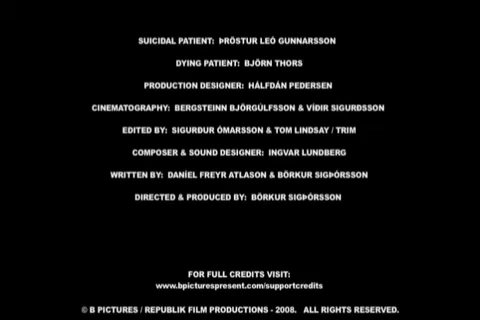 SUICIDAL PATIENT: ÞRÖSTUR LEÓ GUNNARSSON
DYING PATIENT: BJÖRN THORS
PRODUCTION DESIGNER: HÁLFDÁN PEDERSEN
CINEMATOGRAPHY: BERGSTEINN BJÖRGÚLFSSON & VÍÐIR SIGURÐSSON
EDITED BY: SIGURÐUR ÓMARSSON & TOM LINDSAY / TRIM
COMPOSER & SOUND DESIGNER: INGVAR LUNDBERG
WRITTEN BY: DANÍEL FREYR ATLASON & BÖRKUR SIGÞÓRSSON
DIRECTED & PRODUCED BY: BÖRKUR SIGÞÓRSSON
FOR FULL CREDITS VISIT:
www.bpicturespresent.com/supportcredits
© B PICTURES / REPUBLIK FILM PRODUCTIONS - 2008. ALL RIGHTS RESERVED.